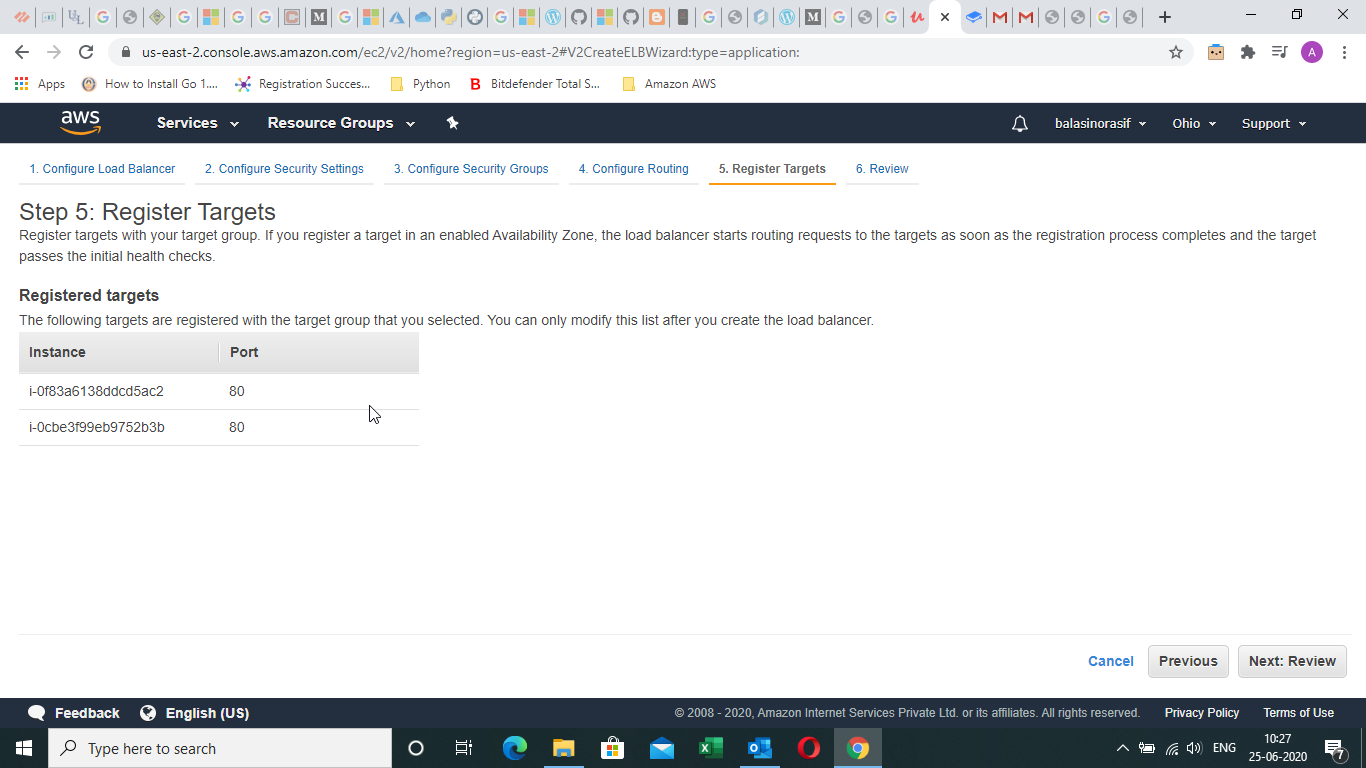 us-east-2.console.aws.amazon.com/ec2/v2/home?region=us-east-2#V2CreateELBWizard:type=application:
A
Apps How to Install Go 1.... Registration Succes... Python Bitdefender Total S... Amazon AWS
aws Services Resource Groups balasinorasif Ohio Support
1. Configure Load Balancer 2. Configure Security Settings 3. Configure Security Groups 4. Configure Routing 5. Register Targets 6. Review
Step 5: Register Targets
Register targets with your target group. If you register a target in an enabled Availability Zone, the load balancer starts routing requests to the targets as soon as the registration process completes and the target
passes the initial health checks.
Registered targets
The following targets are registered with the target group that you selected. You can only modify this list after you create the load balancer.
Instance Port
i-0f83a6138ddcd5ac2 80
i-0cbe3f99eb9752b3b 80
Cancel Previous Next: Review
Feedback English (US) © 2008 - 2020, Amazon Internet Services Private Ltd. or its affiliates. All rights reserved. Privacy Policy Terms of Use
Type here to search ENG 10:27
25-06-2020 7